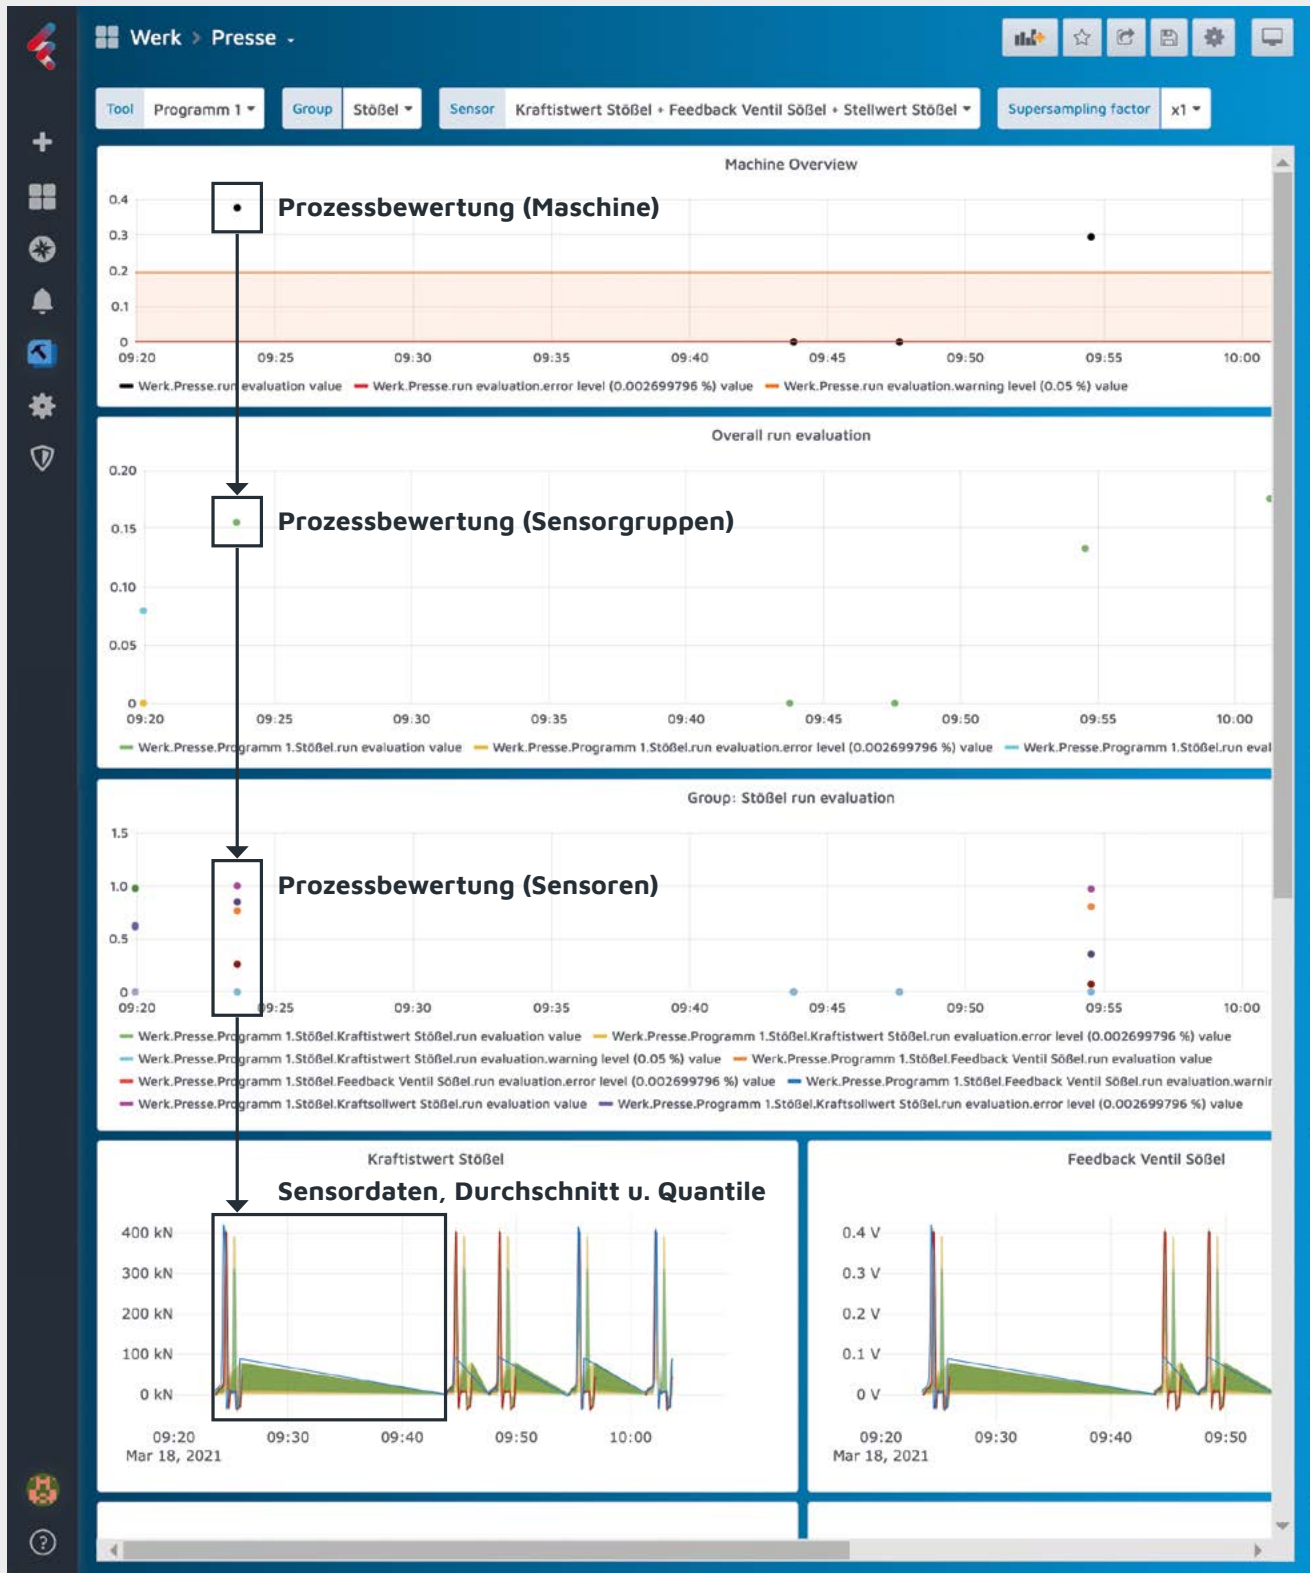 Werk > Presse
Tool Programm 1 Group Stößel Sensor Kraftistwert Stößel + Feedback Ventil Sößel + Stellwert Stößel Supersampling factor x1
Machine Overview
Prozessbewertung (Maschine)
0.4
0.3
0.2
0.1
0
09:20 09:25 09:30 09:35 09:40 09:45 09:50 09:55 10:00
Werk.Presse.run evaluation value Werk.Presse.run evaluation.error level (0.002699796 %) value Werk.Presse.run evaluation.warning level (0.05 %) value
Overall run evaluation
0.20
Prozessbewertung (Sensorgruppen)
0.15
0.10
0.05
0
09:20 09:25 09:30 09:35 09:40 09:45 09:50 09:55 10:00
Werk.Presse.Programm 1.Stößel.run evaluation value Werk.Presse.Programm 1.Stößel.run evaluation.error level (0.002699796 %) value Werk.Presse.Programm 1.Stößel.run eval
Group: Stößel run evaluation
1.5
Prozessbewertung (Sensoren)
1.0
0.5
0
09:20 09:25 09:30 09:35 09:40 09:45 09:50 09:55 10:00
Werk.Presse.Programm 1.Stößel.Kraftistwert Stößel.run evaluation value Werk.Presse.Programm 1.Stößel.Kraftistwert Stößel.run evaluation.error level (0.002699796 %) value
Werk.Presse.Programm 1.Stößel.Kraftistwert Stößel.run evaluation.warning level (0.05 %) value Werk.Presse.Programm 1.Stößel.Feedback Ventil Sößel.run evaluation value
Werk.Presse.Programm 1.Stößel.Feedback Ventil Sößel.run evaluation.error level (0.002699796 %) value Werk.Presse.Programm 1.Stößel.Feedback Ventil Sößel.run evaluation.warnin
Werk.Presse.Programm 1.Stößel.Kraftsollwert Stößel.run evaluation value Werk.Presse.Programm 1.Stößel.Kraftsollwert Stößel.run evaluation.error level (0.002699796 %) value
Kraftistwert Stößel
Sensordaten, Durchschnitt u. Quantile
400 kN
300 kN
200 kN
100 kN
0 kN
09:20 09:30 09:40 09:50 10:00
Mar 18, 2021
Feedback Ventil Sößel
0.4 V
0.3 V
0.2 V
0.1 V
0 V
09:20 09:30 09:40 09:50
Mar 18, 2021